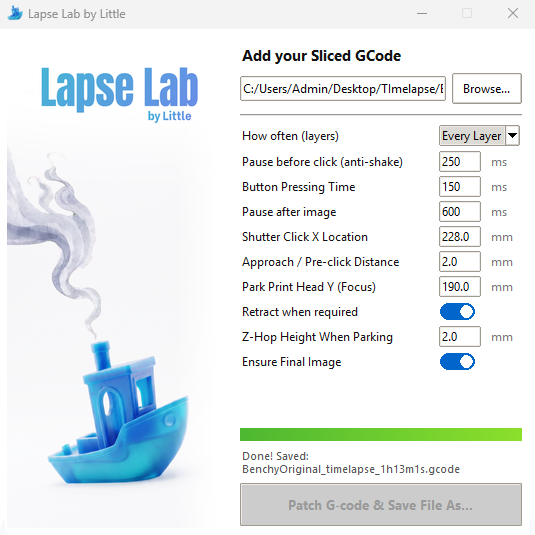 Lapse Lab by Little
Lapse Lab
by Little
Add your Sliced GCode
C:/Users/Admin/Desktop/TImelapse/E
Browse...
How often (layers) Every Layer
Pause before click (anti-shake) 250 ms
Button Pressing Time 150 ms
Pause after image 600 ms
Shutter Click X Location 228.0 mm
Approach / Pre-click Distance 2.0 mm
Park Print Head Y (Focus) 190.0 mm
Retract when required
Z-Hop Height When Parking 2.0 mm
Ensure Final Image
Done! Saved:
BenchyOriginal_timelapse_1h13m1s.gcode
Patch G-code & Save File As...